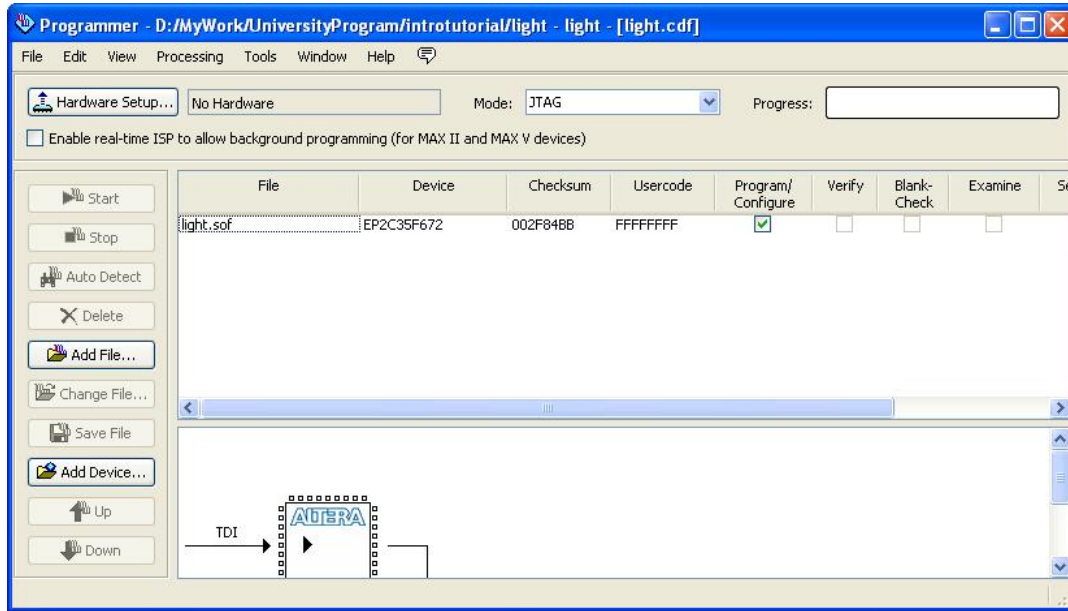 Programmer - D:/MyWork/UniversityProgram/introtutorial/light - light - [light.cdf]
File Edit View Processing Tools Window Help
Hardware Setup... No Hardware Mode: JTAG Progress:
Enable real-time ISP to allow background programming (for MAX II and MAX V devices)
File Device Checksum Usercode Program/ Configure Verify Blank- Check Examine Se
light.sof EP2C35F672 002F84BB FFFFFFFF
Start
Stop
Auto Detect
Delete
Add File...
Change File...
Save File
Add Device...
Up
Down
ALTERA
TDI